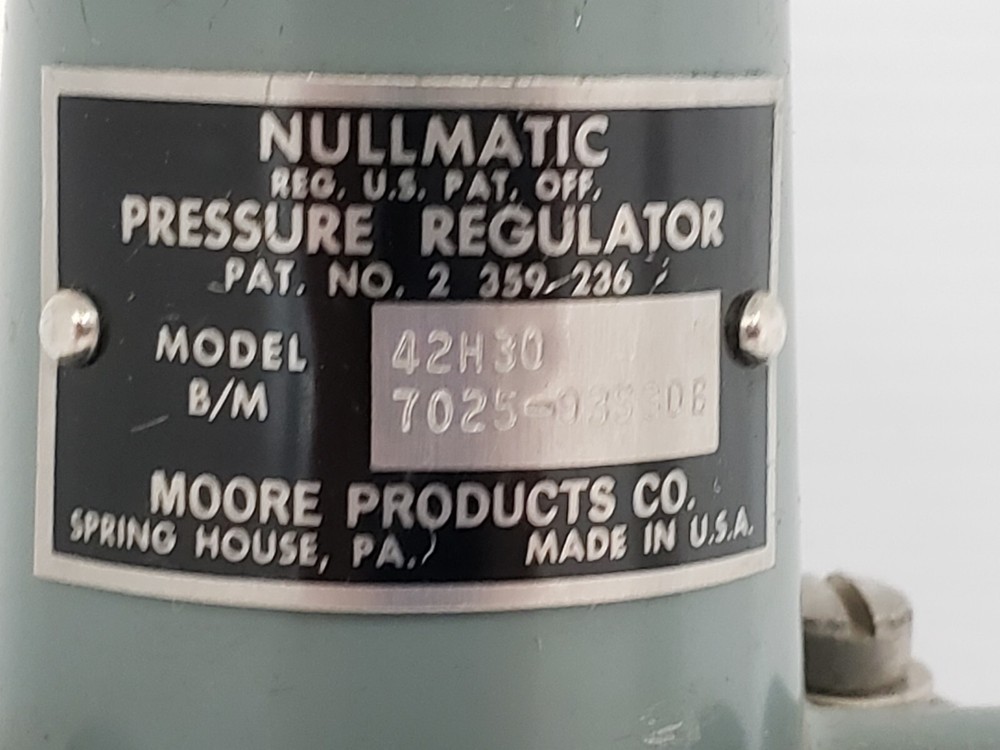 NULLMATIC
REG. U.S. PAT. OFF.
PRESSURE REGULATOR
PAT. NO. 2 359-236
MODEL 42H30
B/M
MOORE PRODUCTS CO.
SPRING HOUSE, PA. MADE IN U.S.A.